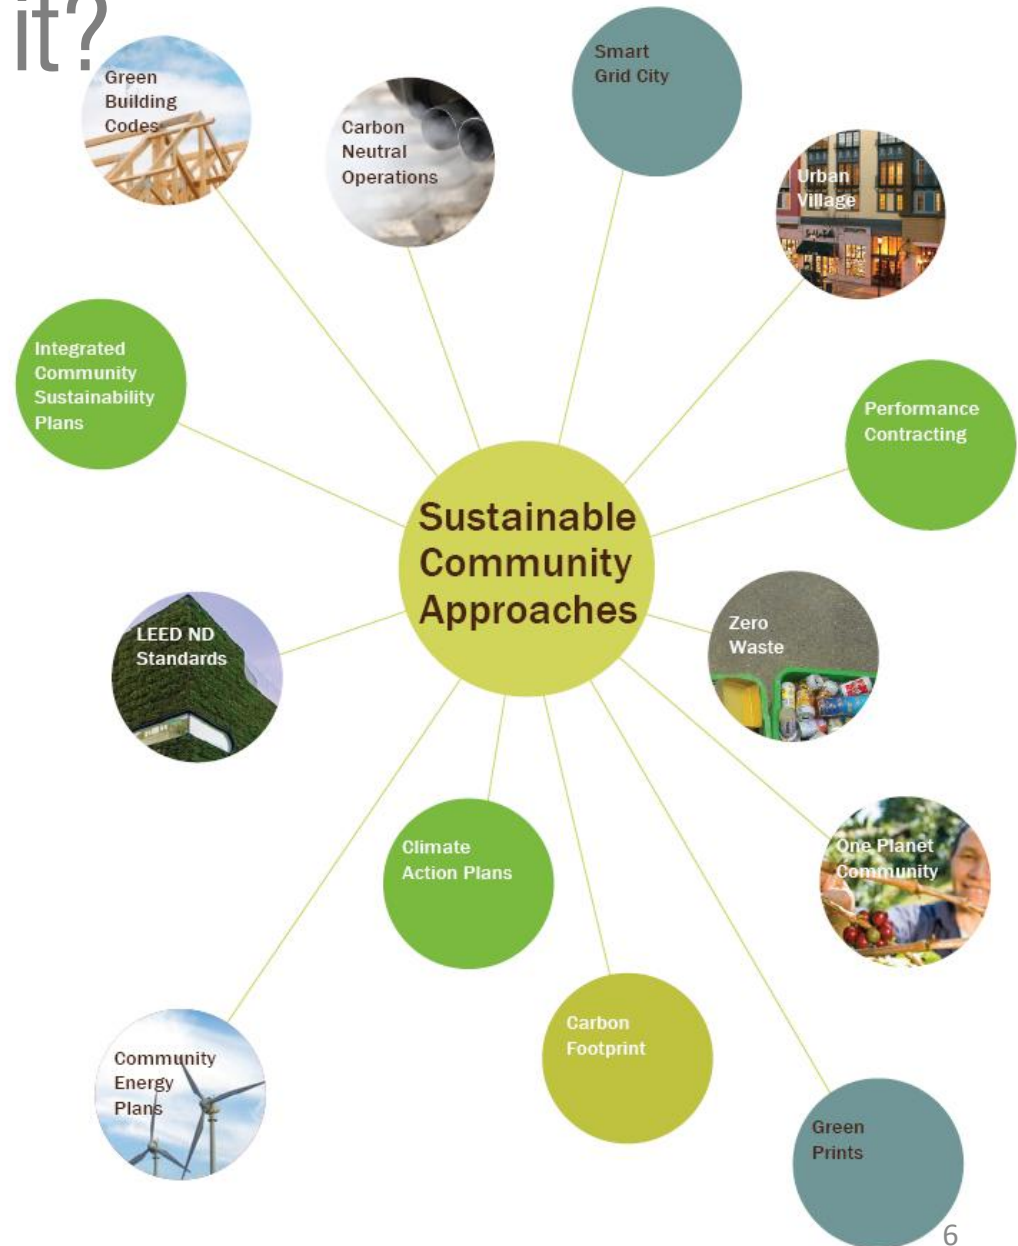 it?
Green
Building
Codes
Carbon
Neutral
Operations
Smart
Grid City
Urban
Village
Integrated
Community
Sustainability
Plans
Performance
Contracting
Sustainable
Community
Approaches
LEED ND
Standards
Zero
Waste
Climate
Action Plans
One Planet
Community
Carbon
Footprint
Community
Energy
Plans
Green
Prints
6